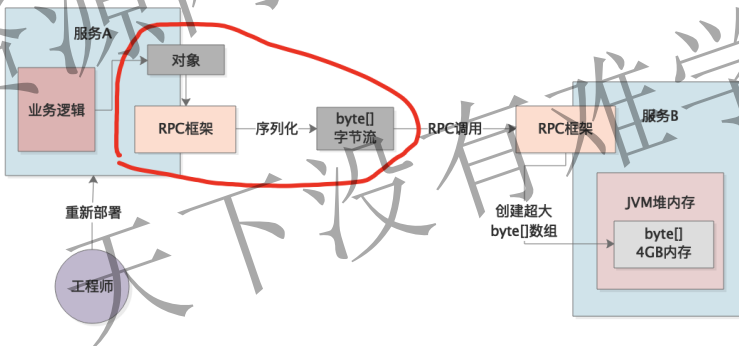 服务A
对象
业务逻辑
RPC框架
序列化
byte[]
字节流
RPC调用
RPC框架
服务B
重新部署
工程师
创建超大
byte[]数组
JVM堆内存
byte[]
4GB内存
天下没有难学